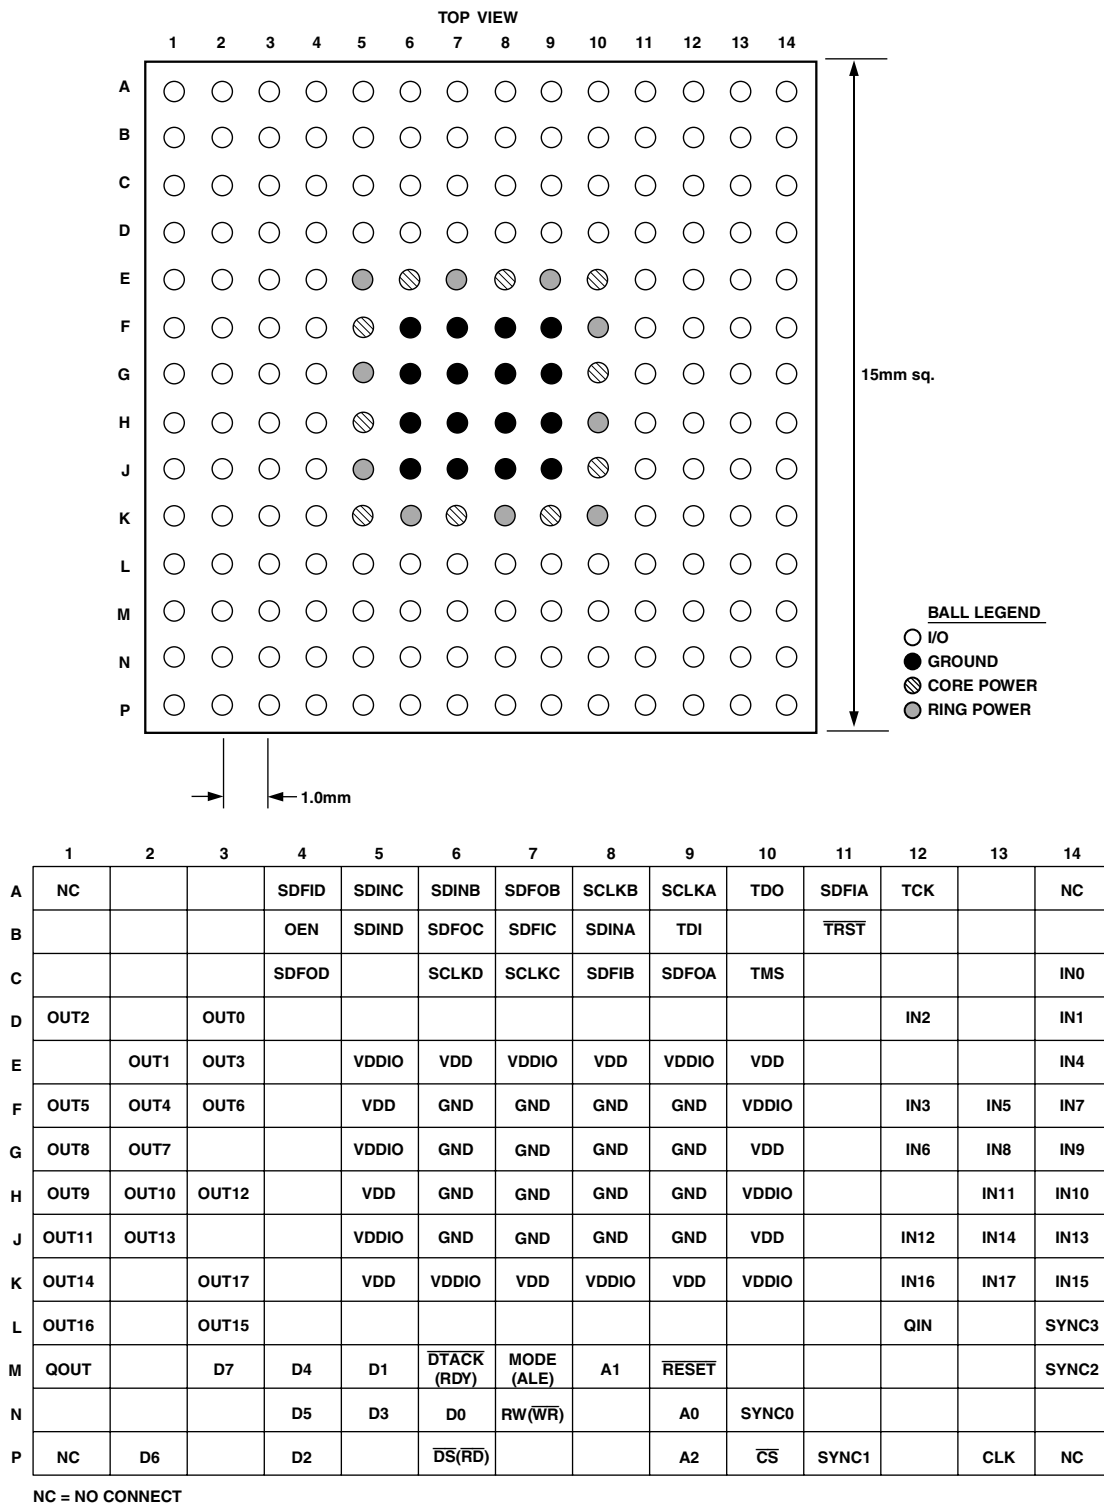 TOP VIEW
1 2 3 4 5 6 7 8 9 10 11 12 13 14
A
B
C
D
E
F
G
15mm sq.
H
J
K
L
M
N
P
BALL LEGEND
I/O
GROUND
CORE POWER
RING POWER
1.0mm
1 2 3 4 5 6 7 8 9 10 11 12 13 14
A NC SDFID SDINC SDINB SDFOB SCLKB SCLKA TDO SDFIA TCK NC
B OEN SDIND SDFOC SDFIC SDINA TDI TRST
C SDFOD SCLKD SCLKC SDFIB SDFOA TMS IN0
D OUT2 OUT0 IN2 IN1
E OUT1 OUT3 VDDIO VDD VDDIO VDD VDDIO VDD IN4
F OUT5 OUT4 OUT6 VDD GND GND GND GND VDDIO IN3 IN5 IN7
G OUT8 OUT7 VDDIO GND GND GND GND VDD IN6 IN8 IN9
H OUT9 OUT10 OUT12 VDD GND GND GND GND VDDIO IN11 IN10
J OUT11 OUT13 VDDIO GND GND GND GND VDD IN12 IN14 IN13
K OUT14 OUT17 VDD VDDIO VDD VDDIO VDD VDDIO IN16 IN17 IN15
L OUT16 OUT15 QIN SYNC3
M QOUT D7 D4 D1 DTACK (RDY) MODE (ALE) A1 RESET SYNC2
N D5 D3 D0 RW(WR) A0 SYNC0
P NC D6 D2 DS(RD) A2 CS SYNC1 CLK NC
NC = NO CONNECT